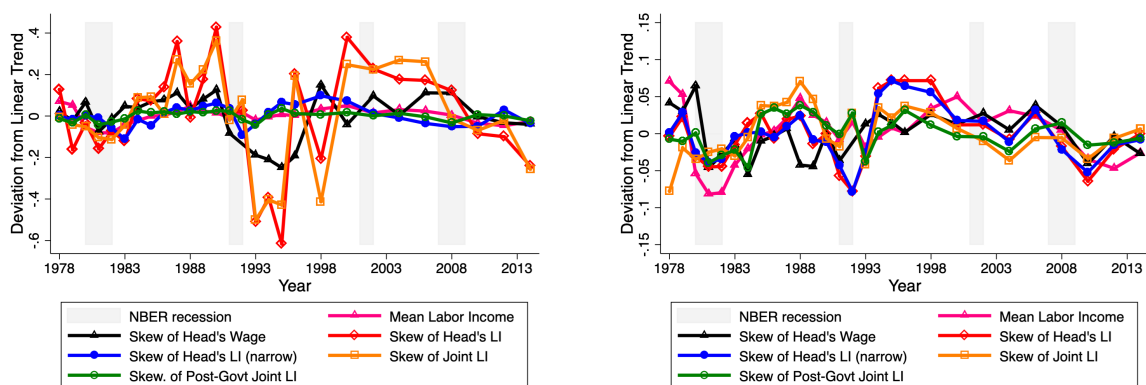 Deviation from Linear Trend
.4
.2
0
-.2
-.4
-.6
1978 1983 1988 1993 1998 2003 2008 2013
Year
NBER recession Mean Labor Income
Skew of Head's Wage Skew of Head's LI
Skew of Head's LI (narrow) Skew of Joint LI
Skew. of Post-Govt Joint LI
Deviation from Linear Trend
.15
.1
.05
0
-.05
-.1
-.15
1978 1983 1988 1993 1998 2003 2008 2013
Year
NBER recession Mean Labor Income
Skew of Head's Wage Skew of Head's LI
Skew of Head's LI (narrow) Skew of Joint LI
Skew of Post-Govt Joint LI